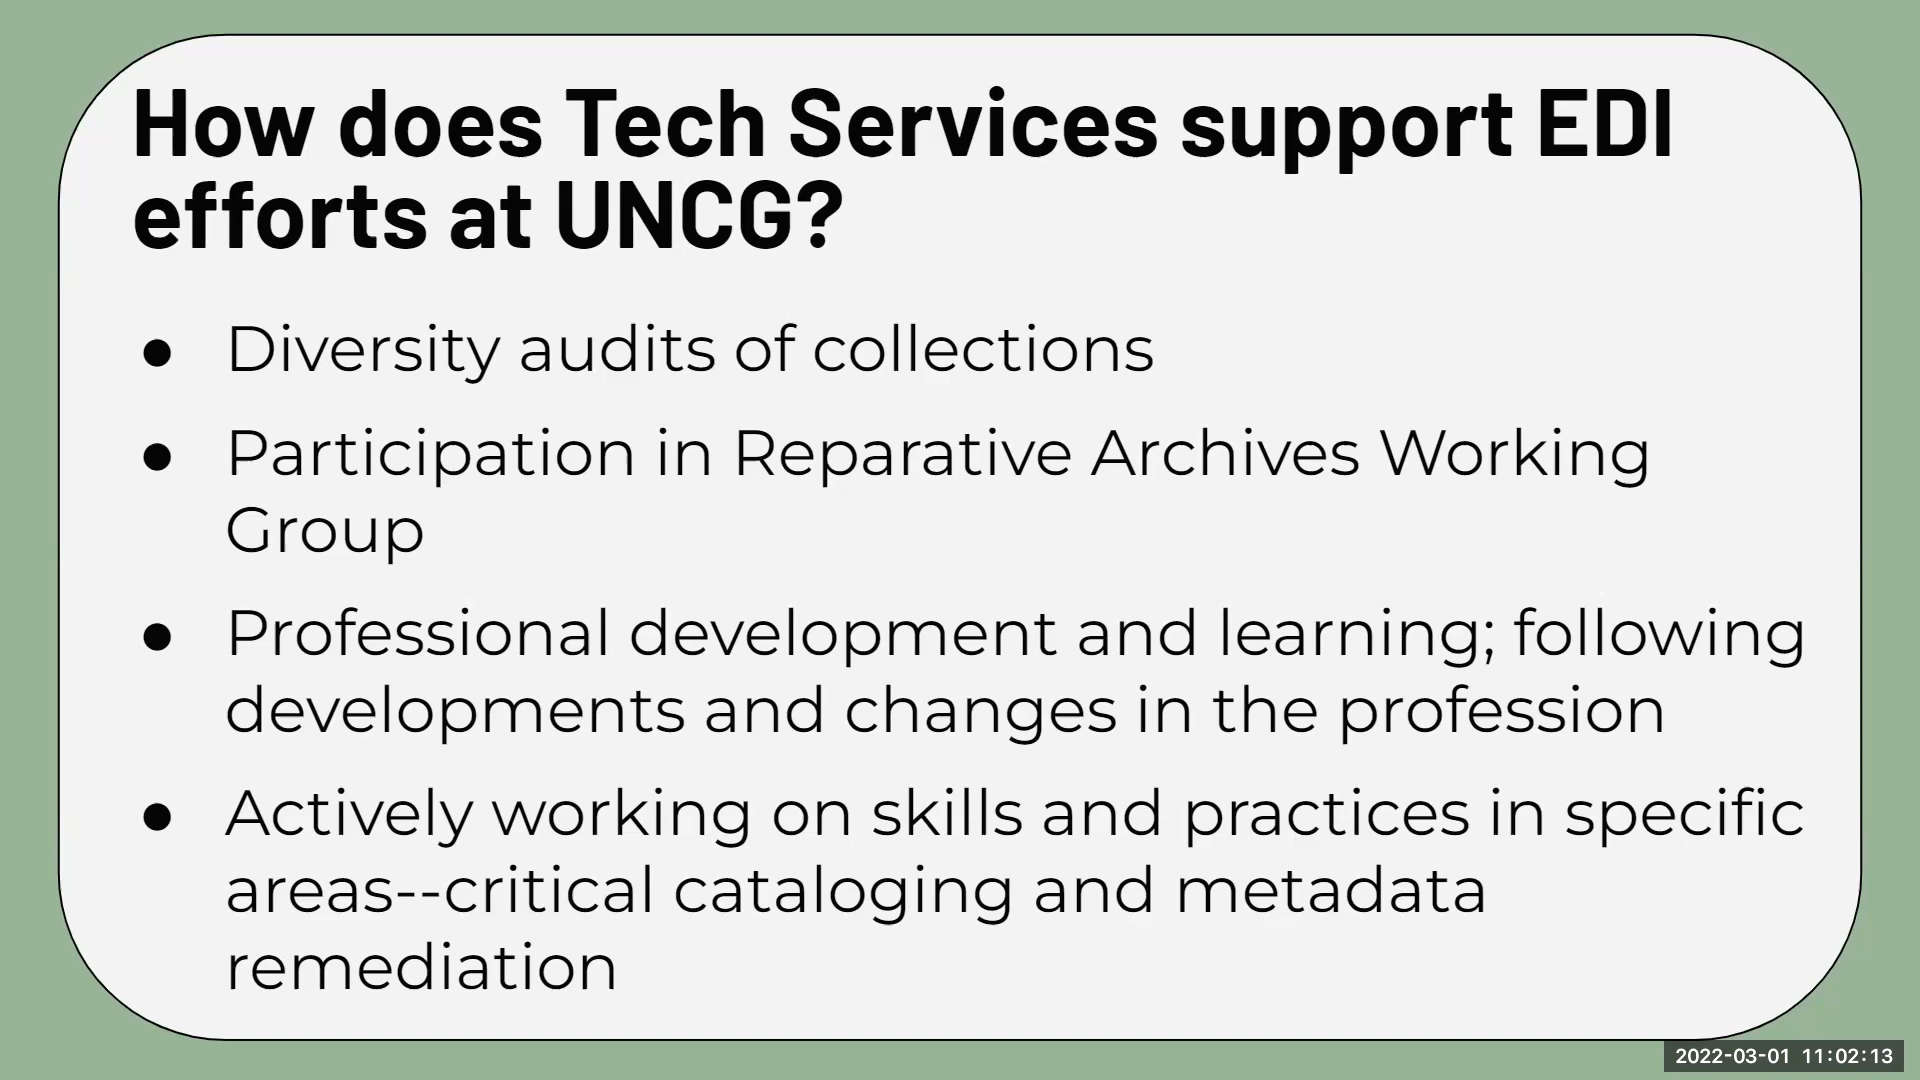 How does Tech Services support EDI
efforts at UNCG?
● Diversity audits of collections
● Participation in Reparative Archives Working
Group
● Professional development and learning; following
developments and changes in the profession
● Actively working on skills and practices in specific
areas--critical cataloging and metadata
remediation
2022-03-01 11:02:13